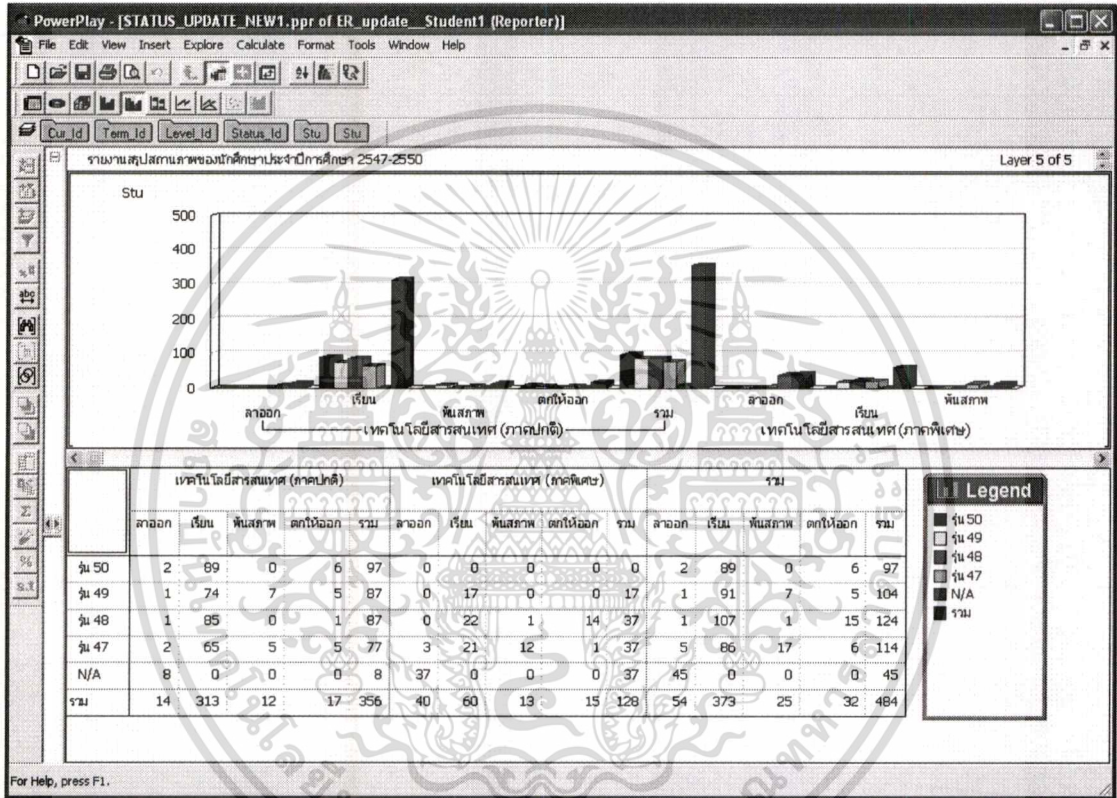 PowerPlay - [STATUS_UPDATE_NEW1.ppr of ER_update__Student1 (Reporter)]
File Edit View Insert Explore Calculate Format Tools Window Help
Cur_Id Term_Id Level_Id Status_Id Stu Stu
รายงานสรุปสถานภาพของนักศึกษาประจำปีการศึกษา 2547-2550 Layer 5 of 5
Stu
500
400
300
200
100
0
ลาออก เรียน พ้นสภาพ ตกให้ออก รวม ลาออก เรียน พ้นสภาพ
เทคโนโลยีสารสนเทศ (ภาคปกติ) เทคโนโลยีสารสนเทศ (ภาคพิเศษ)
เทคโนโลยีสารสนเทศ (ภาคปกติ) เทคโนโลยีสารสนเทศ (ภาคพิเศษ) รวม
ลาออก เรียน พ้นสภาพ ตกให้ออก รวม ลาออก เรียน พ้นสภาพ ตกให้ออก รวม ลาออก เรียน พ้นสภาพ ตกให้ออก รวม
รุ่น 50 2 89 0 6 97 0 0 0 0 0 2 89 0 6 97
รุ่น 49 1 74 7 5 87 0 17 0 0 17 1 91 7 5 104
รุ่น 48 1 85 0 1 87 0 22 1 14 37 1 107 1 15 124
รุ่น 47 2 65 5 5 77 3 21 12 1 37 5 86 17 6 114
N/A 8 0 0 0 8 37 0 0 0 37 45 0 0 0 45
รวม 14 313 12 17 356 40 60 13 15 128 54 373 25 32 484
Legend
รุ่น 50
รุ่น 49
รุ่น 48
รุ่น 47
N/A
รวม
For Help, press F1.